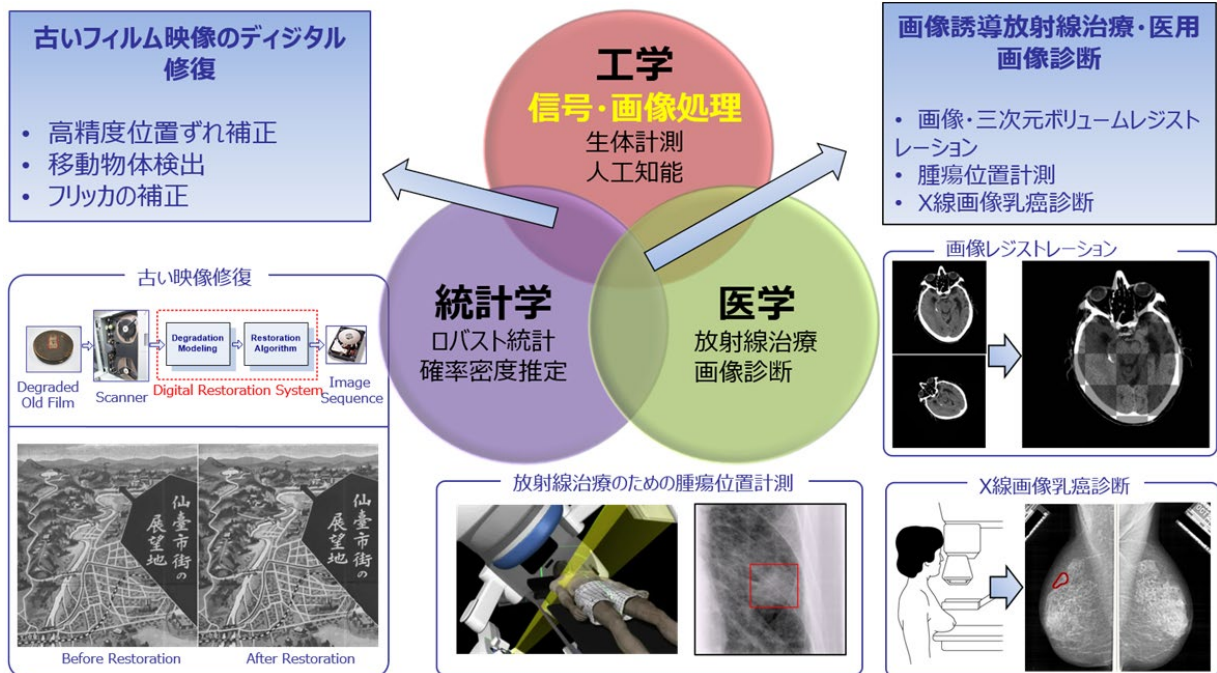 古いフィルム映像のディジタル
修復
• 高精度位置ずれ補正
• 移動物体検出
• フリッカの補正
工学
信号・画像処理
生体計測
人工知能
統計学
ロバスト統計
確率密度推定
医学
放射線治療
画像診断
画像誘導放射線治療・医用
画像診断
• 画像・三次元ボリュームレジスト
レーション
• 腫瘍位置計測
• X線画像乳癌診断
古い映像修復
Degradation
Modeling
Restoration
Algorithm
Degraded
Old Film
Scanner
Digital Restoration System
Image
Sequence
仙臺市街の
展望地
仙臺市街の
展望地
Before Restoration
After Restoration
放射線治療のための腫瘍位置計測
画像レジストレーション
X線画像乳癌診断